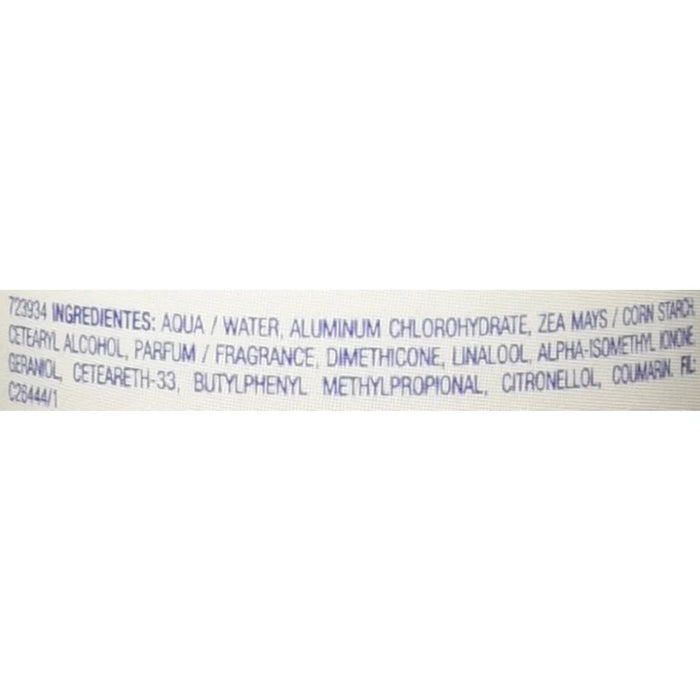 723934 INGREDIENTES: AQUA / WATER, ALUMINUM CHLOROHYDRATE, ZEA MAYS / CORN STARCH,
CETEARYL ALCOHOL, PARFUM / FRAGRANCE, DIMETHICONE, LINALOOL, ALPHA-ISOMETHYL IONONE,
GERANIOL, CETEARETH-33, BUTYLPHENYL METHYLPROPIONAL, CITRONELLOL, COUMARIN. FIL
C26444/1